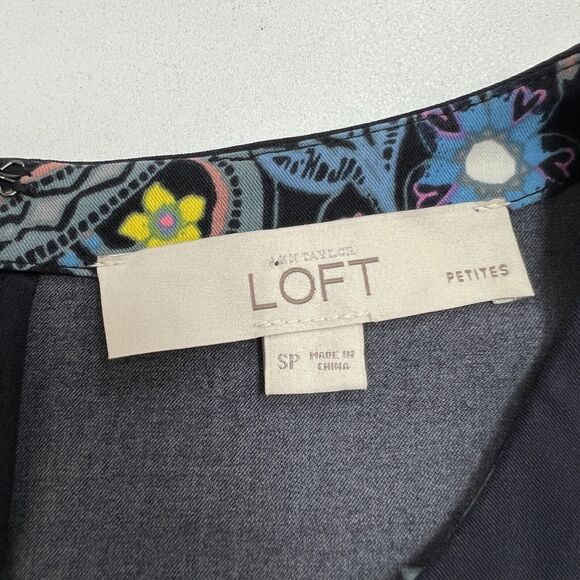 ANN TAYLOR
LOFT
PETITES
SP
MADE IN
CHINA